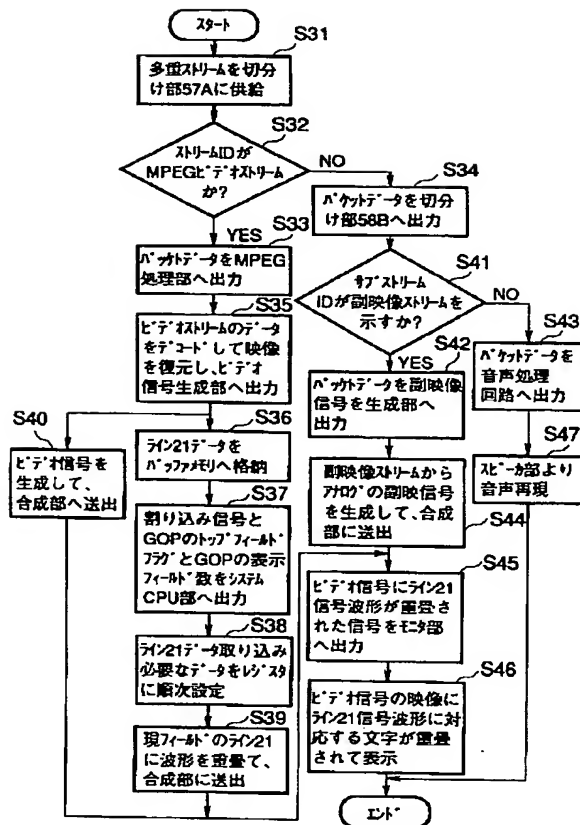 スタート
S31
多重ストリームを切分
け部57Aに供給
S32
ストリームIDが
MPEGビデオストリーム
か?
NO
S34
パケットデータを切分
け部58Bへ出力
YES
S33
パケットデータをMPEG
処理部へ出力
S41
サブストリーム
IDが副映像ストリームを
示すか?
NO
S43
パケットデータを
音声処理
回路へ出力
S35
ビデオストリームのデータ
をデコードして映像
を復元し、ビデオ
信号生成部へ出力
YES
S42
パケットデータを副映像
信号を生成部へ
出力
S47
スピーカ部より
音声再現
S40
ビデオ信号を
生成して、
合成部へ送出
S36
ライン21データを
バッファメモリへ格納
副映像ストリームから
アナログの副映信号
を生成して、合成
部に送出
S44
S37
割り込み信号と
GOPのトップフィールド
フラグとGOPの表示
フィールド数をシステム
CPU部へ出力
S45
ビデオ信号にライン21
信号波形が重畳さ
れた信号をモニタ部
へ出力
S38
ライン21データ取り込み
必要なデータをレジスタ
に順次設定
S46
ビデオ信号の映像に
ライン21信号波形に対
応する文字が重畳
されて表示
S39
現フィールドのライン21
に波形を重畳て、
合成部に送出
エンド